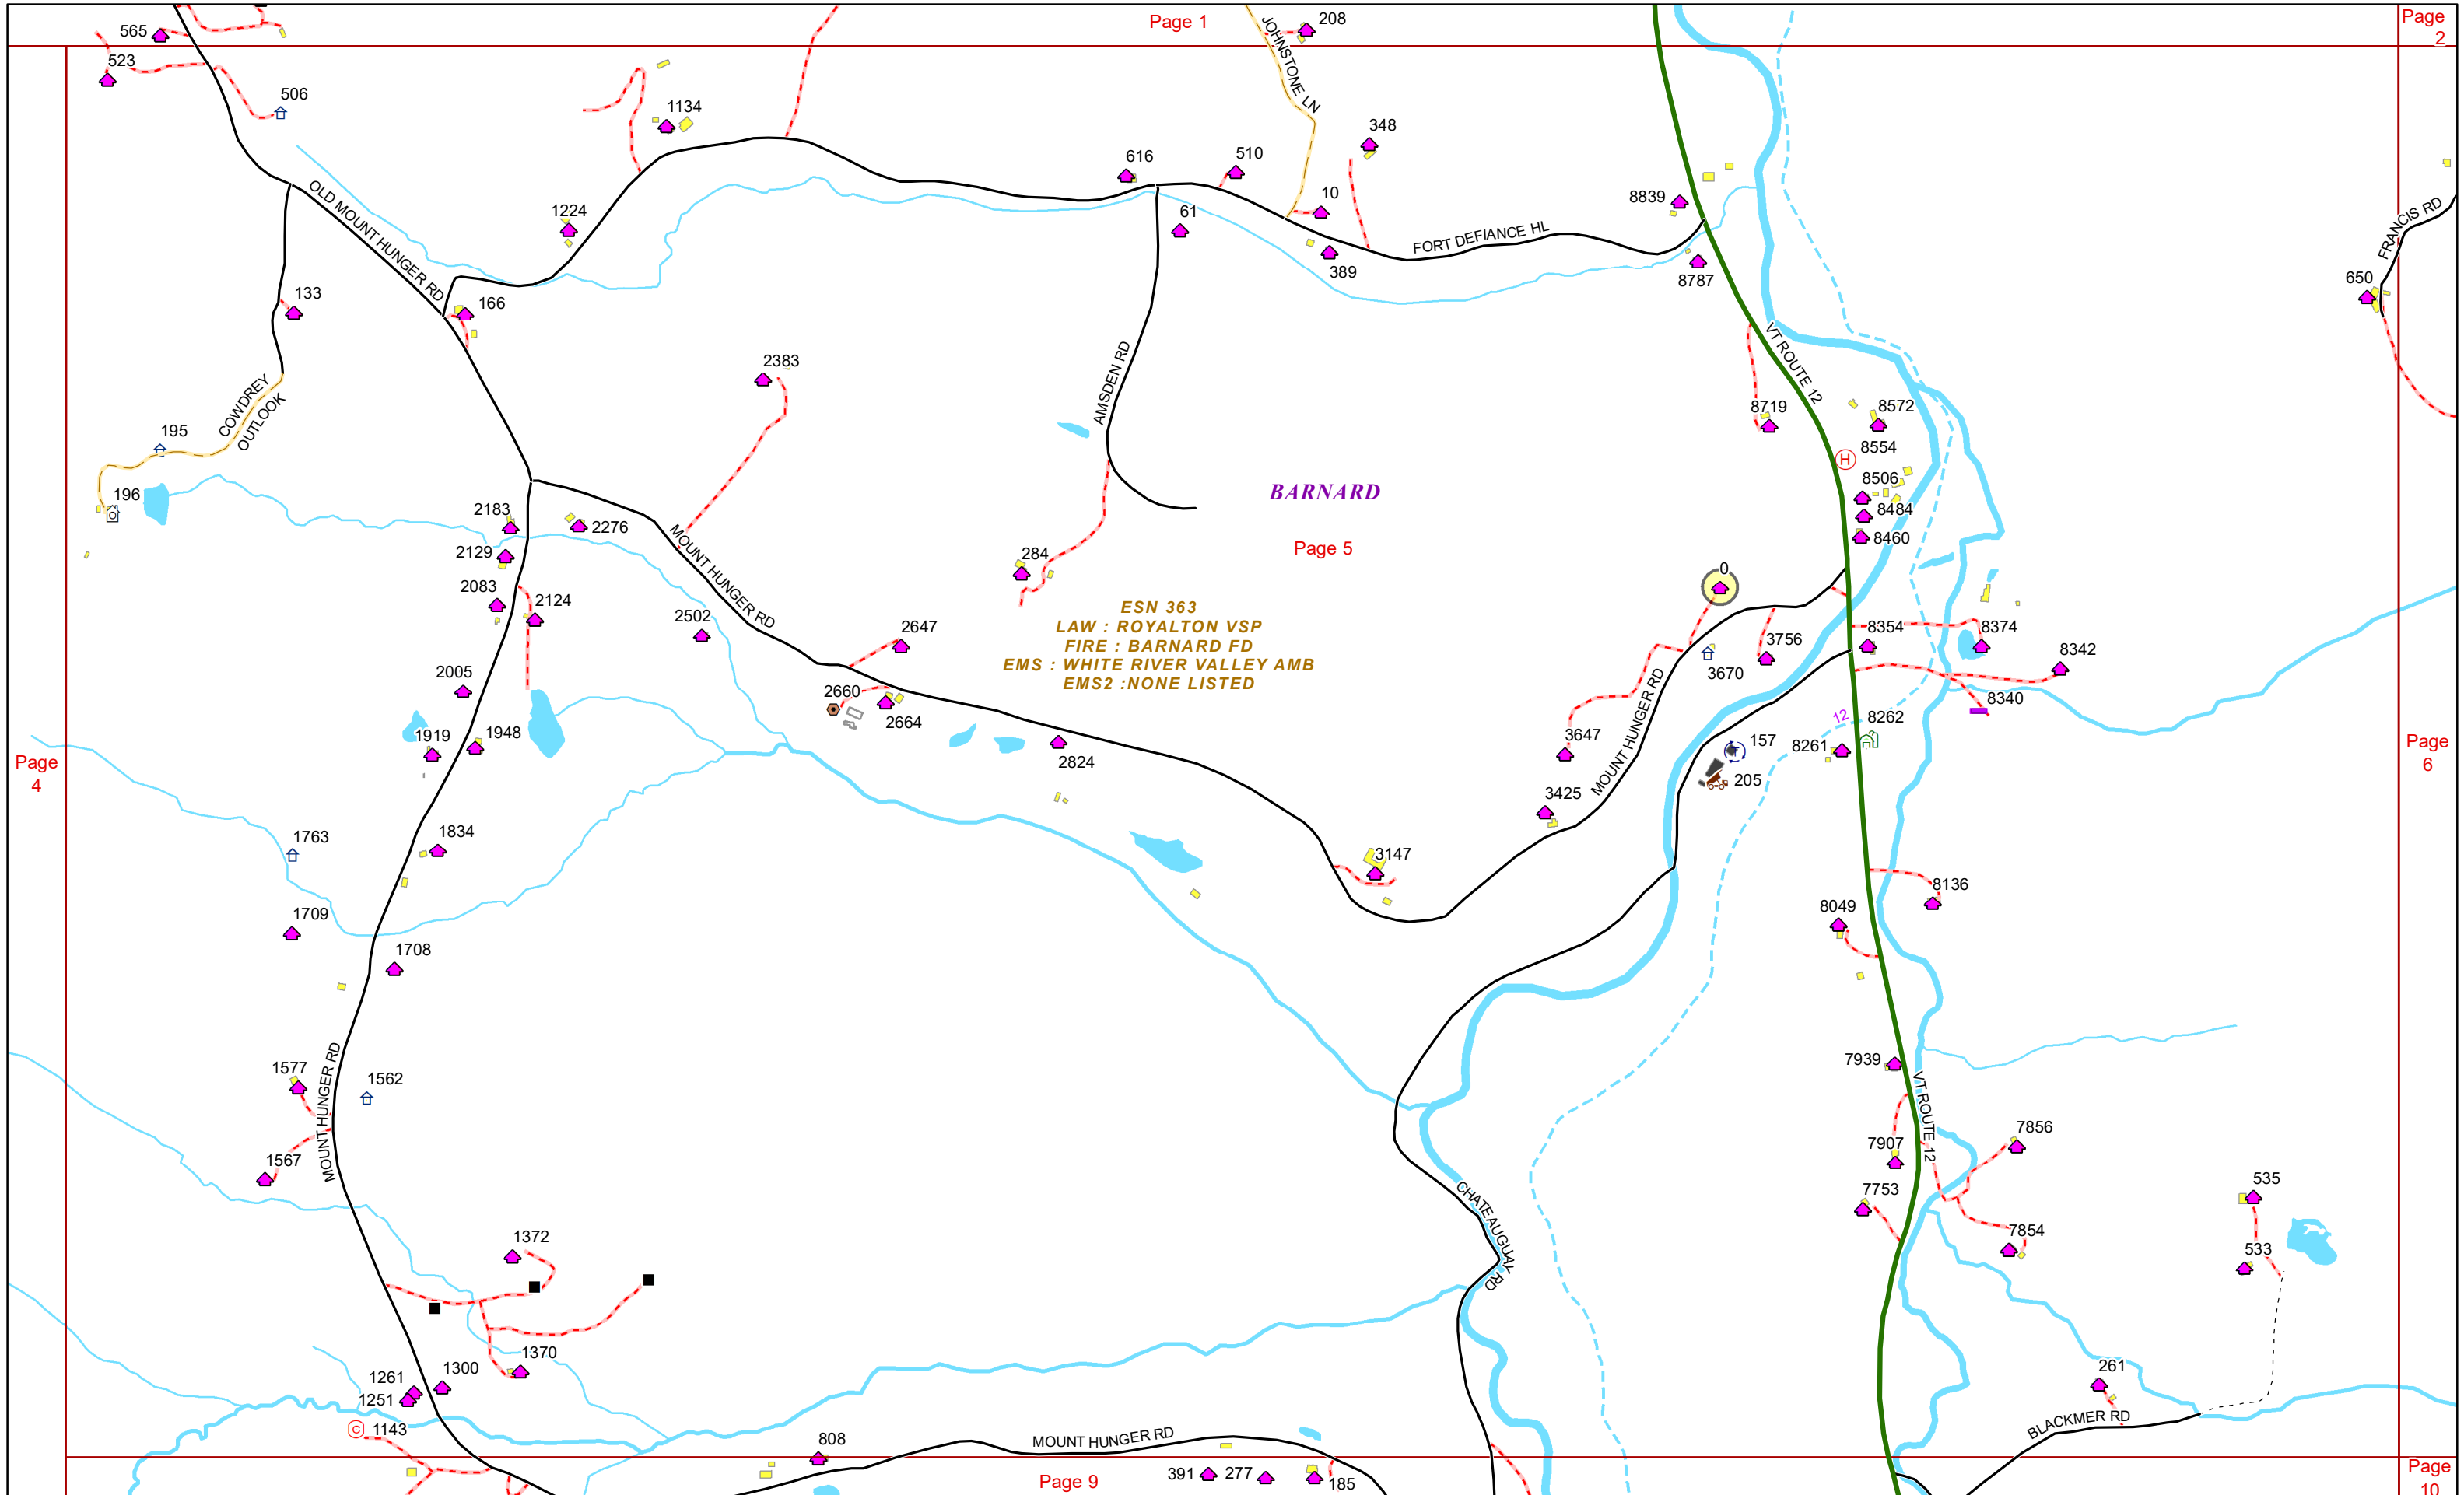 Page 1
Page
2
565
208
JOHNSTONE LN
523
506
1134
348
616
510
10
8839
OLD MOUNT HUNGER RD
1224
61
FORT DEFIANCE HL
FRANCIS RD
389
8787
650
133
166
VT ROUTE 12
2383
AMSDEN RD
COWDREY
OUTLOOK
8719
8572
195
8554
H
196
BARNARD
8506
2183
2276
8484
MOUNT HUNGER RD
2129
8460
Page 5
284
0
2083
2124
2502
ESN 363
LAW : ROYALTON VSP
FIRE : BARNARD FD
EMS : WHITE RIVER VALLEY AMB
EMS2 :NONE LISTED
2647
3756
8354
8374
8342
3670
2005
2660
2664
8340
MOUNT HUNGER RD
12
8262
1919
1948
3647
157
8261
2824
205
Page
4
Page
6
3425
1763
1834
3147
8136
1709
8049
1708
MOUNT HUNGER RD
7939
1577
1562
VT ROUTE 12
7856
1567
7907
CHATEAUGUAY RD
7753
535
1372
7854
533
1370
1300
1261
1251
261
C
1143
BLACKMER RD
808
MOUNT HUNGER RD
Page 9
391
277
185
Page
10